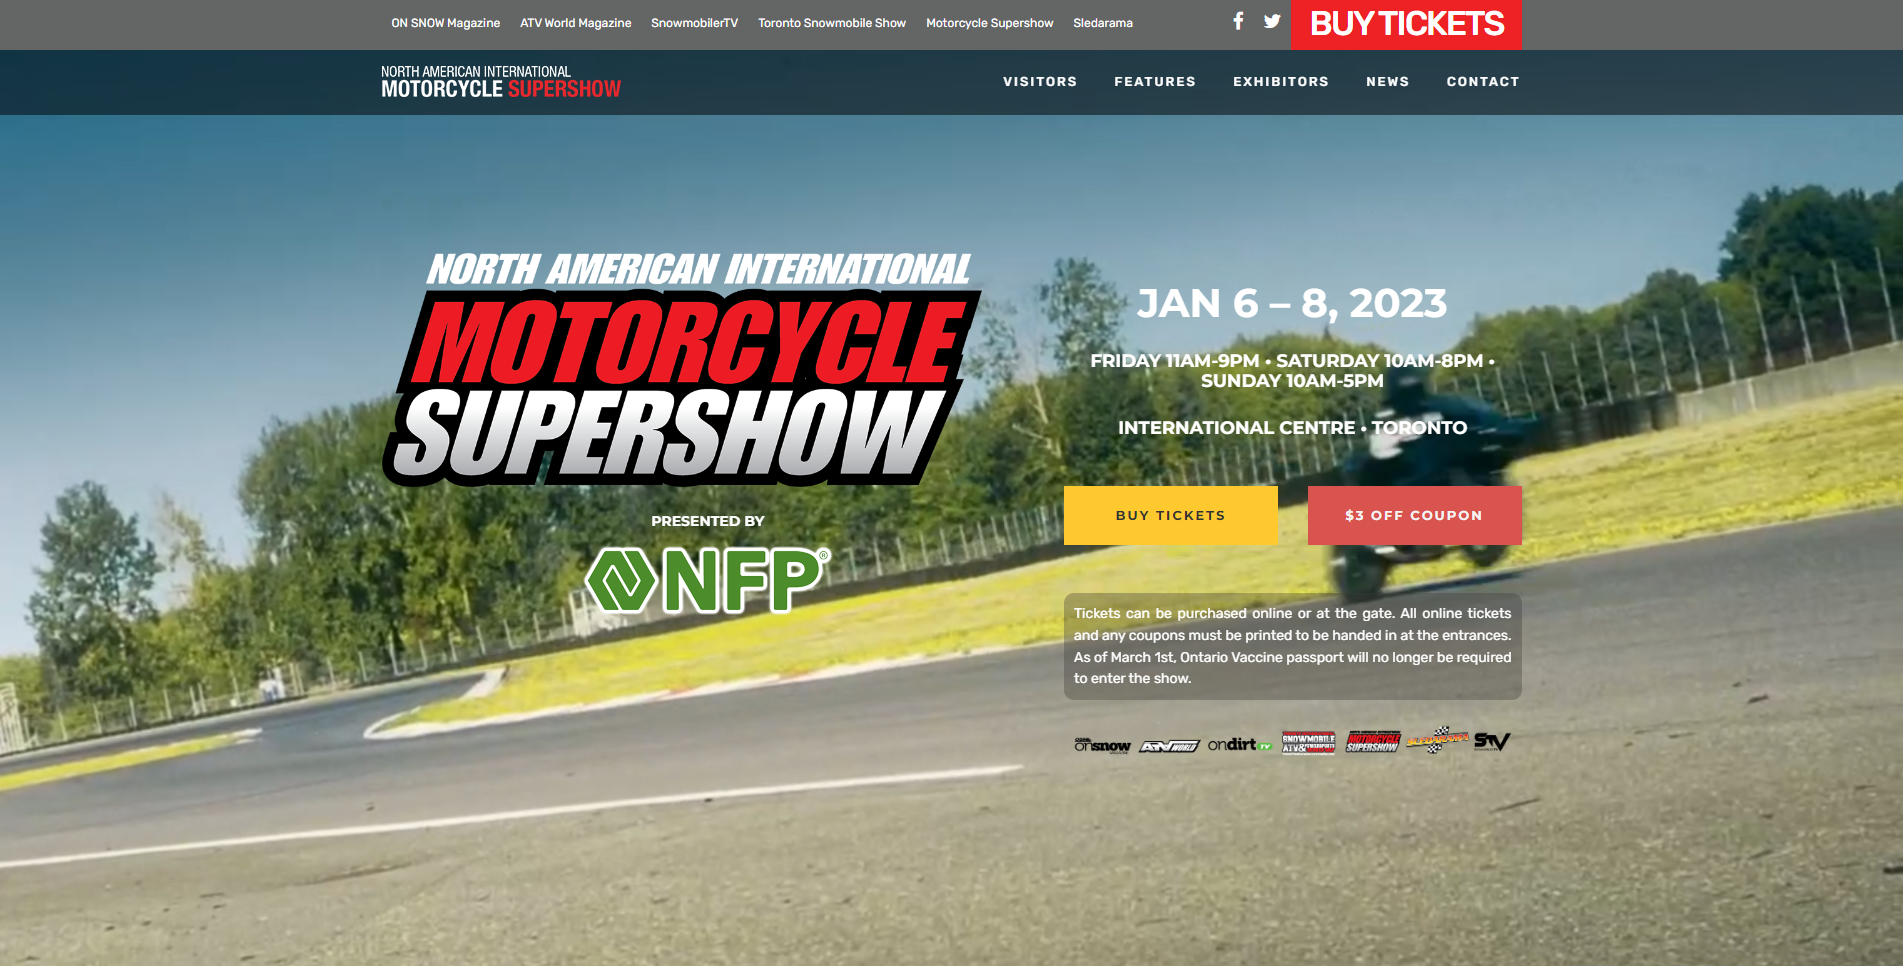 ON SNOW Magazine ATV World Magazine SnowmobilerTV Toronto Snowmobile Show Motorcycle Supershow Sledarama
BUY TICKETS
NORTH AMERICAN INTERNATIONAL
MOTORCYCLE SUPERSHOW
VISITORS FEATURES EXHIBITORS NEWS CONTACT
NORTH AMERICAN INTERNATIONAL
MOTORCYCLE
SUPERSHOW
PRESENTED BY
NFP®
JAN 6 – 8, 2023
FRIDAY 11AM-9PM • SATURDAY 10AM-8PM •
SUNDAY 10AM-5PM
INTERNATIONAL CENTRE • TORONTO
BUY TICKETS
$3 OFF COUPON
Tickets can be purchased online or at the gate. All online tickets
and any coupons must be printed to be handed in at the entrances.
As of March 1st, Ontario Vaccine passport will no longer be required
to enter the show.
onsnow ATV WORLD ondirt TV SNOWMOBILE ATV& POWERSPORTS MOTORCYCLE SUPERSHOW SLEDARAMA STV